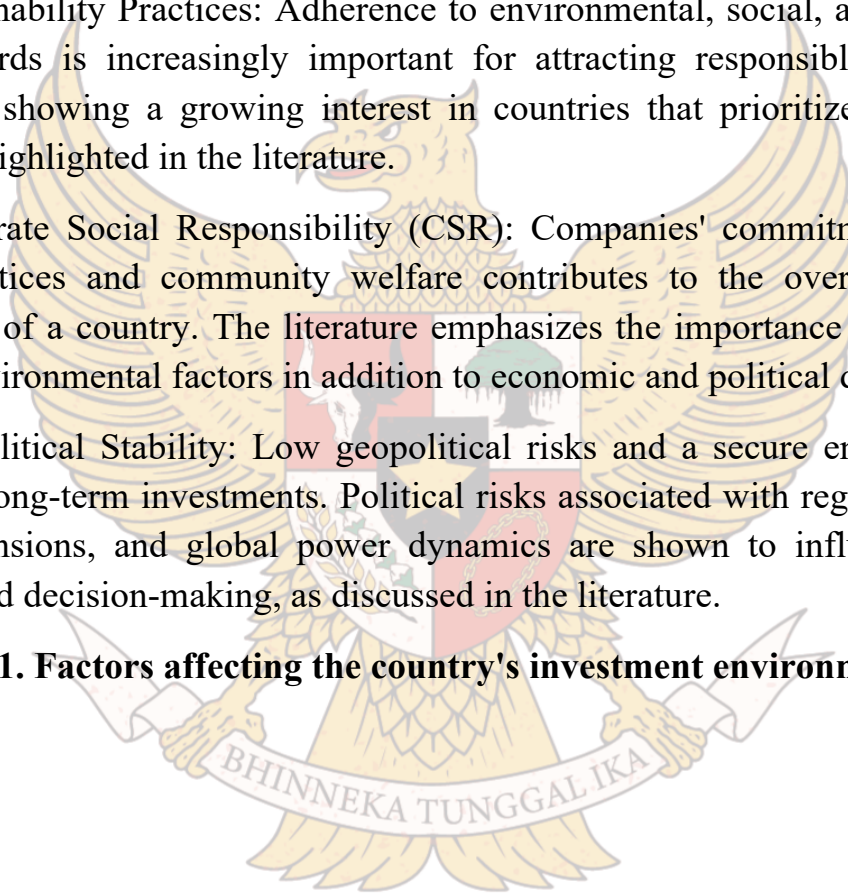 nability Practices: Adherence to environmental, social, a
rds is increasingly important for attracting responsibl
showing a growing interest in countries that prioritize
ighlighted in the literature.
rate Social Responsibility (CSR): Companies' commitm
tices and community welfare contributes to the over
of a country. The literature emphasizes the importance
vironmental factors in addition to economic and political c
litical Stability: Low geopolitical risks and a secure en
ong-term investments. Political risks associated with reg
nsions, and global power dynamics are shown to influ
d decision-making, as discussed in the literature.
1. Factors affecting the country's investment environm
BHINNEKA TUNGGAL IKA